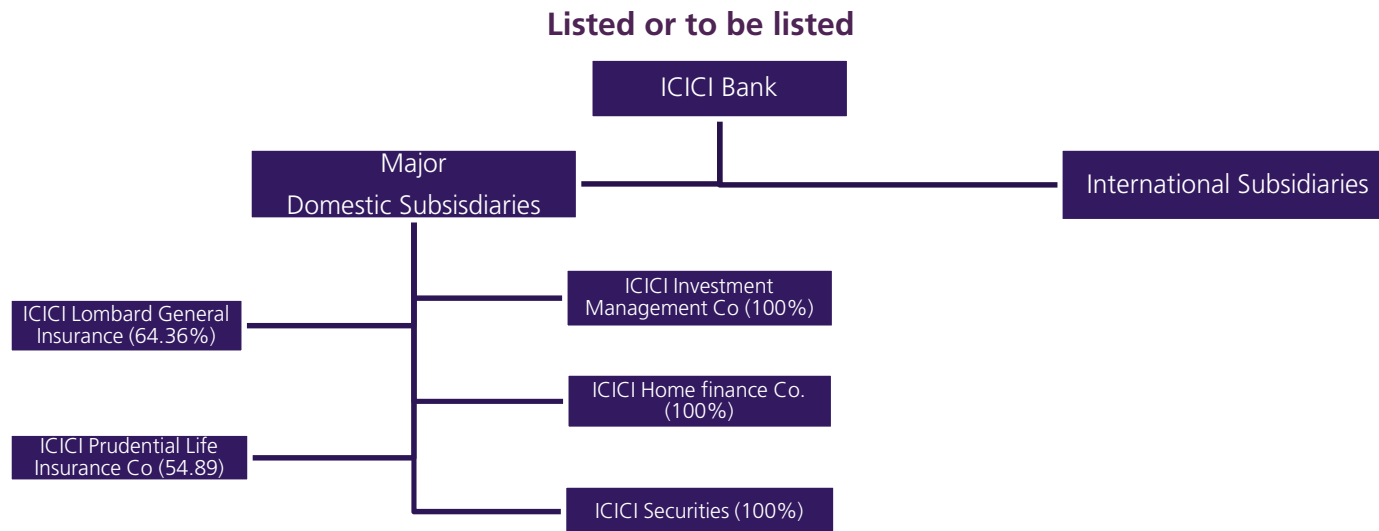 Listed or to be listed
ICICI Bank
Major
Domestic Subsisdiaries
International Subsidiaries
ICICI Investment
Management Co (100%)
ICICI Lombard General
Insurance (64.36%)
ICICI Home finance Co.
(100%)
ICICI Prudential Life
Insurance Co (54.89)
ICICI Securities (100%)